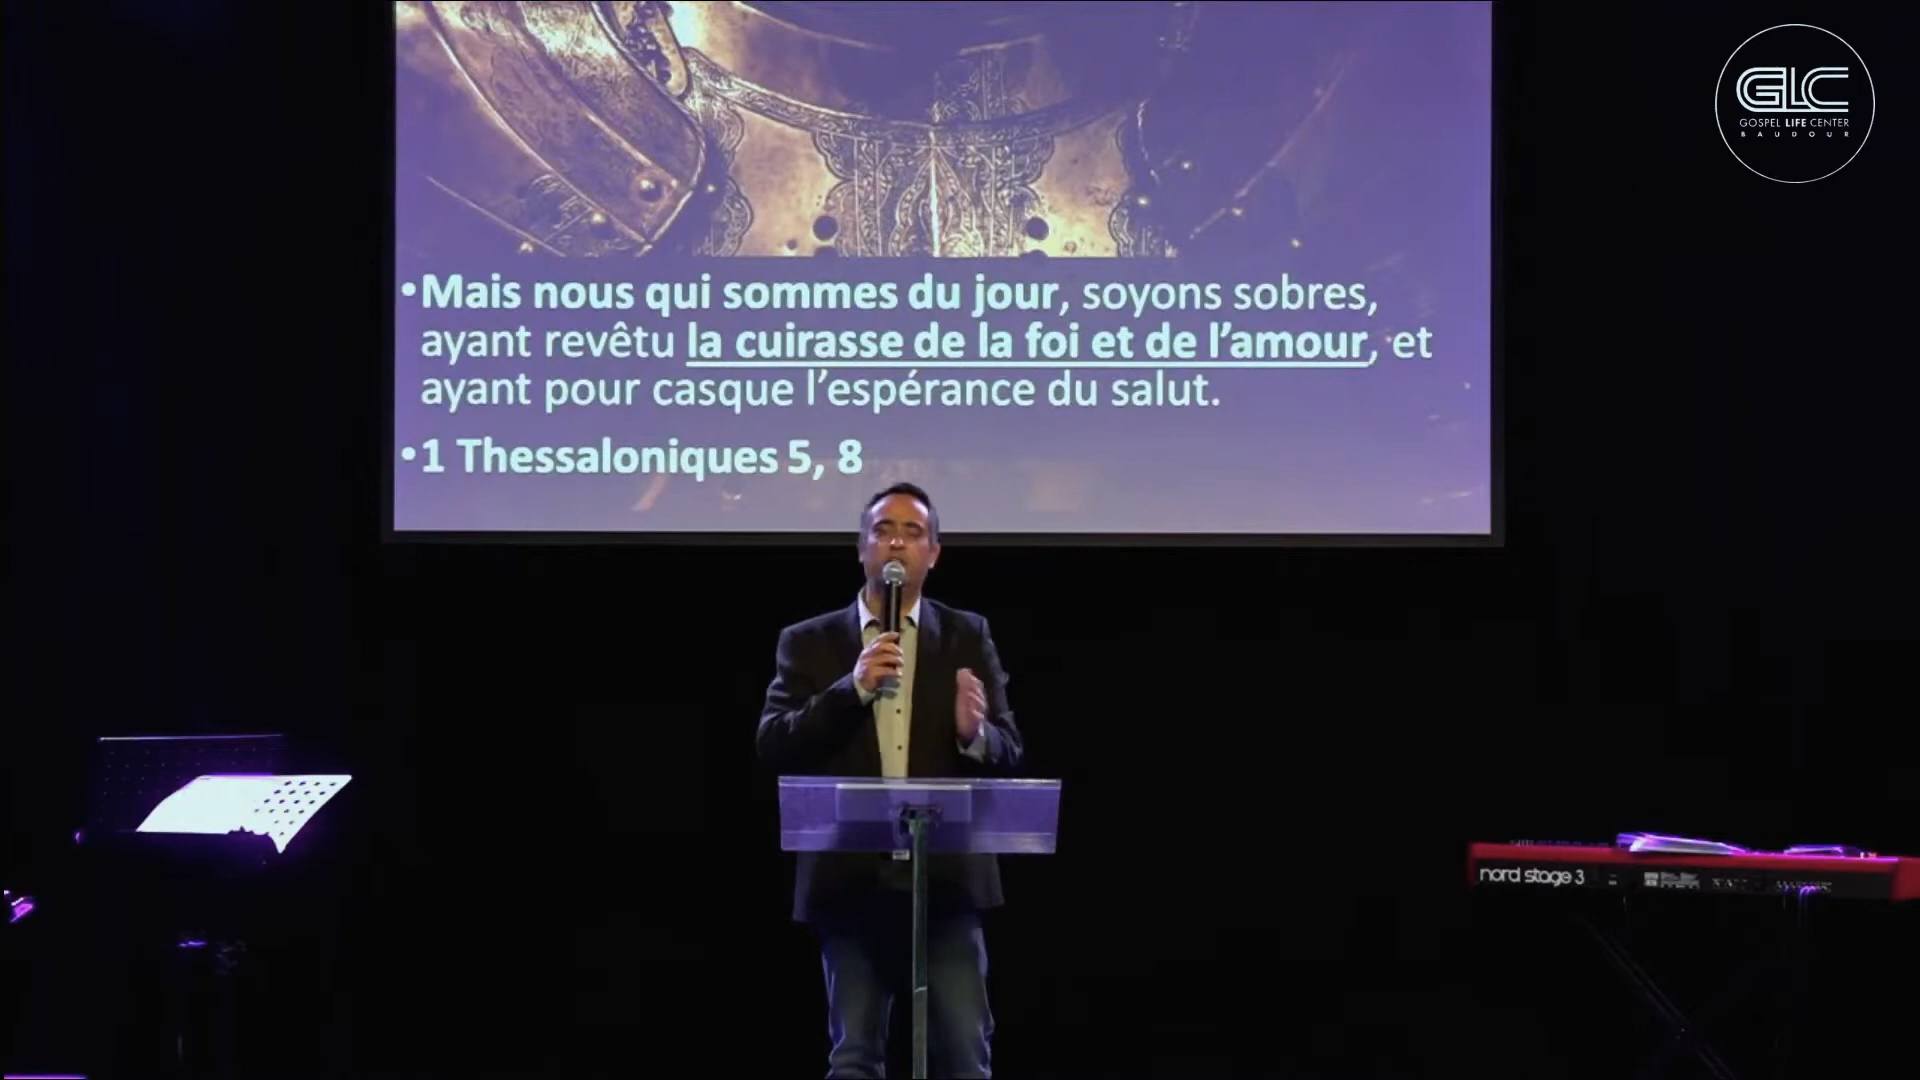 •Mais nous qui sommes du jour, soyons sobres,
ayant revêtu la cuirasse de la foi et de l’amour, et
ayant pour casque l’espérance du salut.
•1 Thessaloniques 5, 8
GLC
GOSPEL LIFE CENTER
BAUDOUR
nord stage 3